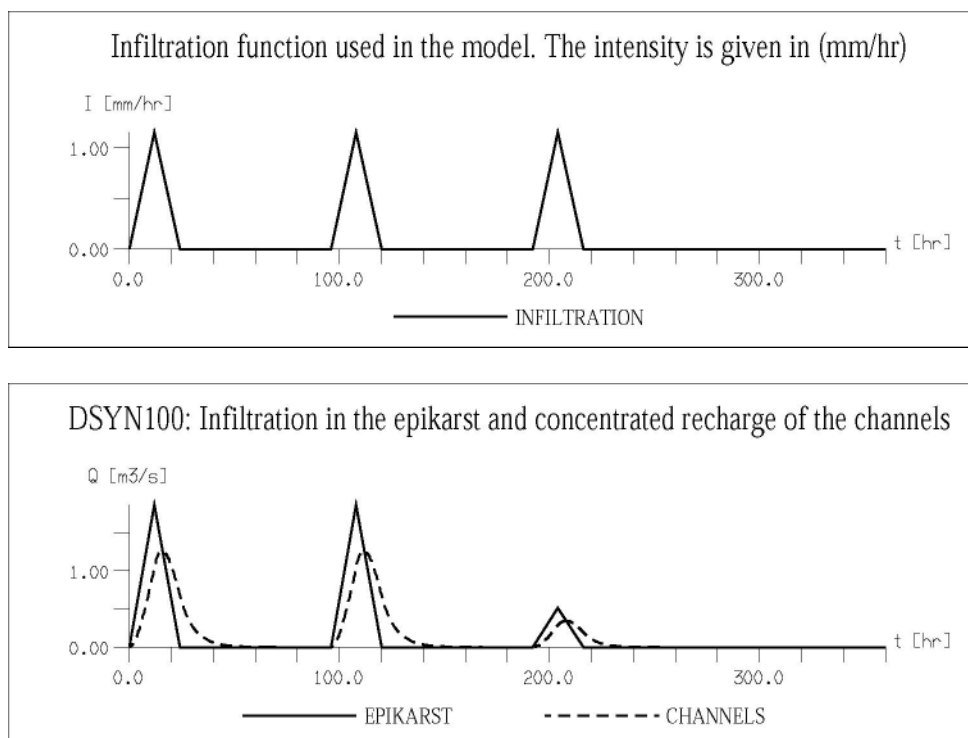 Infiltration function used in the model. The intensity is given in (mm/hr)
I [mm/hr]
1.00
0.00
t [hr]
0.0 100.0 200.0 300.0
INFILTRATION
DSYN100: Infiltration in the epikarst and concentrated recharge of the channels
Q [m3/s]
1.00
0.00
t [hr]
0.0 100.0 200.0 300.0
EPIKARST CHANNELS